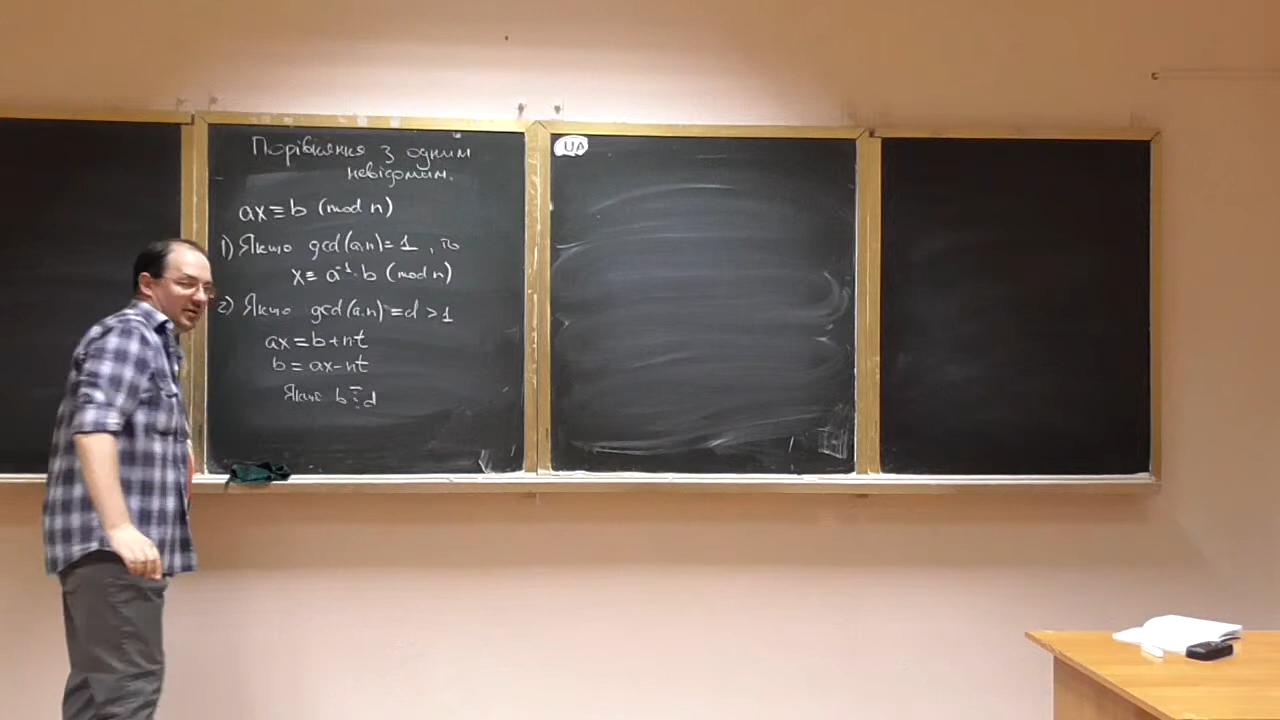 Порівняння з одним
невідомим.
ax ≡ b (mod n)
1) Якщо gcd(a,n)=1, то
x ≡ a⁻¹·b (mod n)
2) Якщо gcd(a,n)=d>1
ax = b+nt
b = ax-nt
Якщо b ⋮̅ d
UA